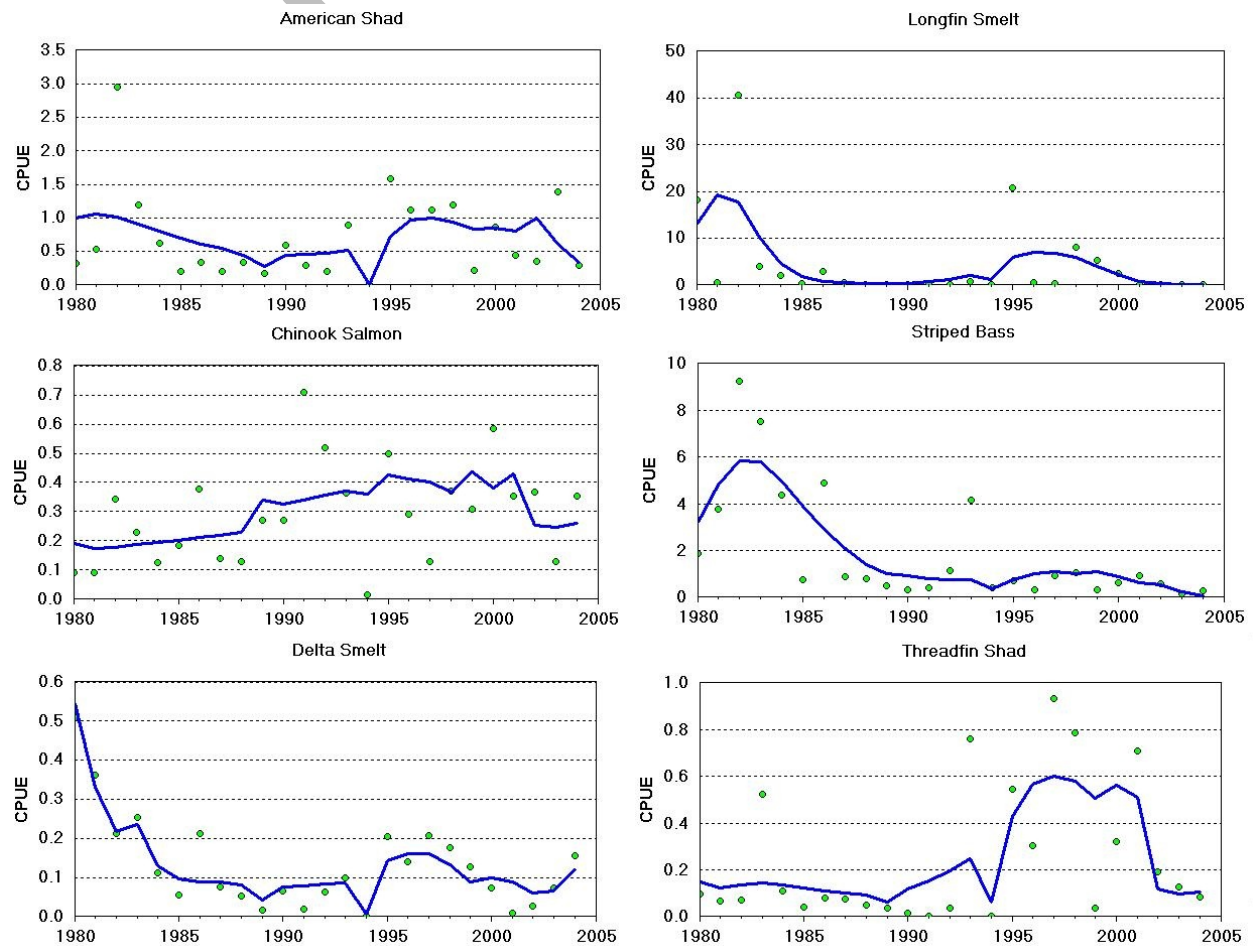 American Shad
3.5
3.0
2.5
2.0
1.5
1.0
0.5
0.0
CPUE
1980 1985 1990 1995 2000 2005
Longfin Smelt
50
40
30
20
10
0
CPUE
1980 1985 1990 1995 2000 2005
Chinook Salmon
0.8
0.7
0.6
0.5
0.4
0.3
0.2
0.1
0.0
CPUE
1980 1985 1990 1995 2000 2005
Striped Bass
10
8
6
4
2
0
CPUE
1980 1985 1990 1995 2000 2005
Delta Smelt
0.6
0.5
0.4
0.3
0.2
0.1
0.0
CPUE
1980 1985 1990 1995 2000 2005
Threadfin Shad
1.0
0.8
0.6
0.4
0.2
0.0
CPUE
1980 1985 1990 1995 2000 2005